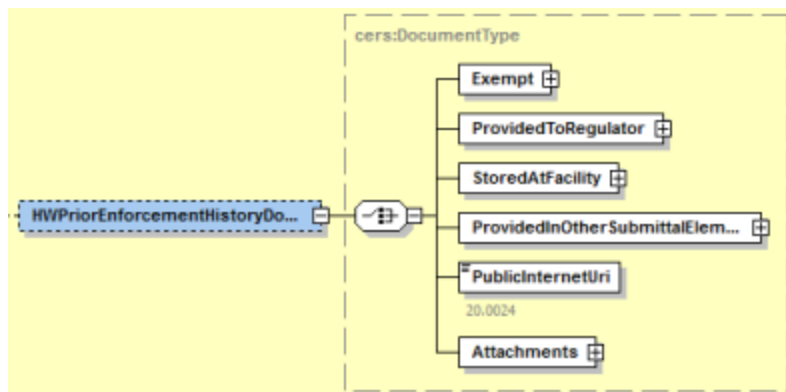 cers:DocumentType
Exempt
ProvidedToRegulator
StoredAtFacility
HWPriorEnforcementHistoryDo...
ProvidedInOtherSubmittalElem...
PublicInternetUri
20.0024
Attachments